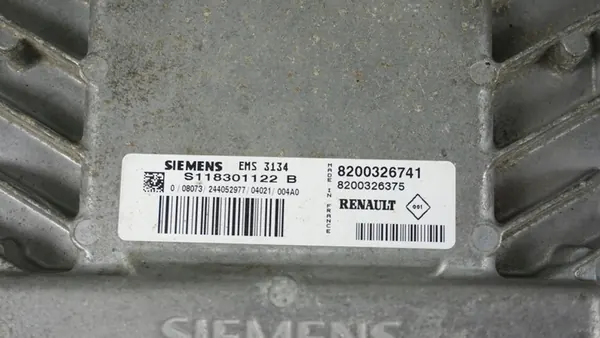 SIEMENS EMS 3134
S118301122 B
0/08073/244052977/04021/004A0
MADE IN FRANCE
8200326741
8200326375
RENAULT
SIEMENS